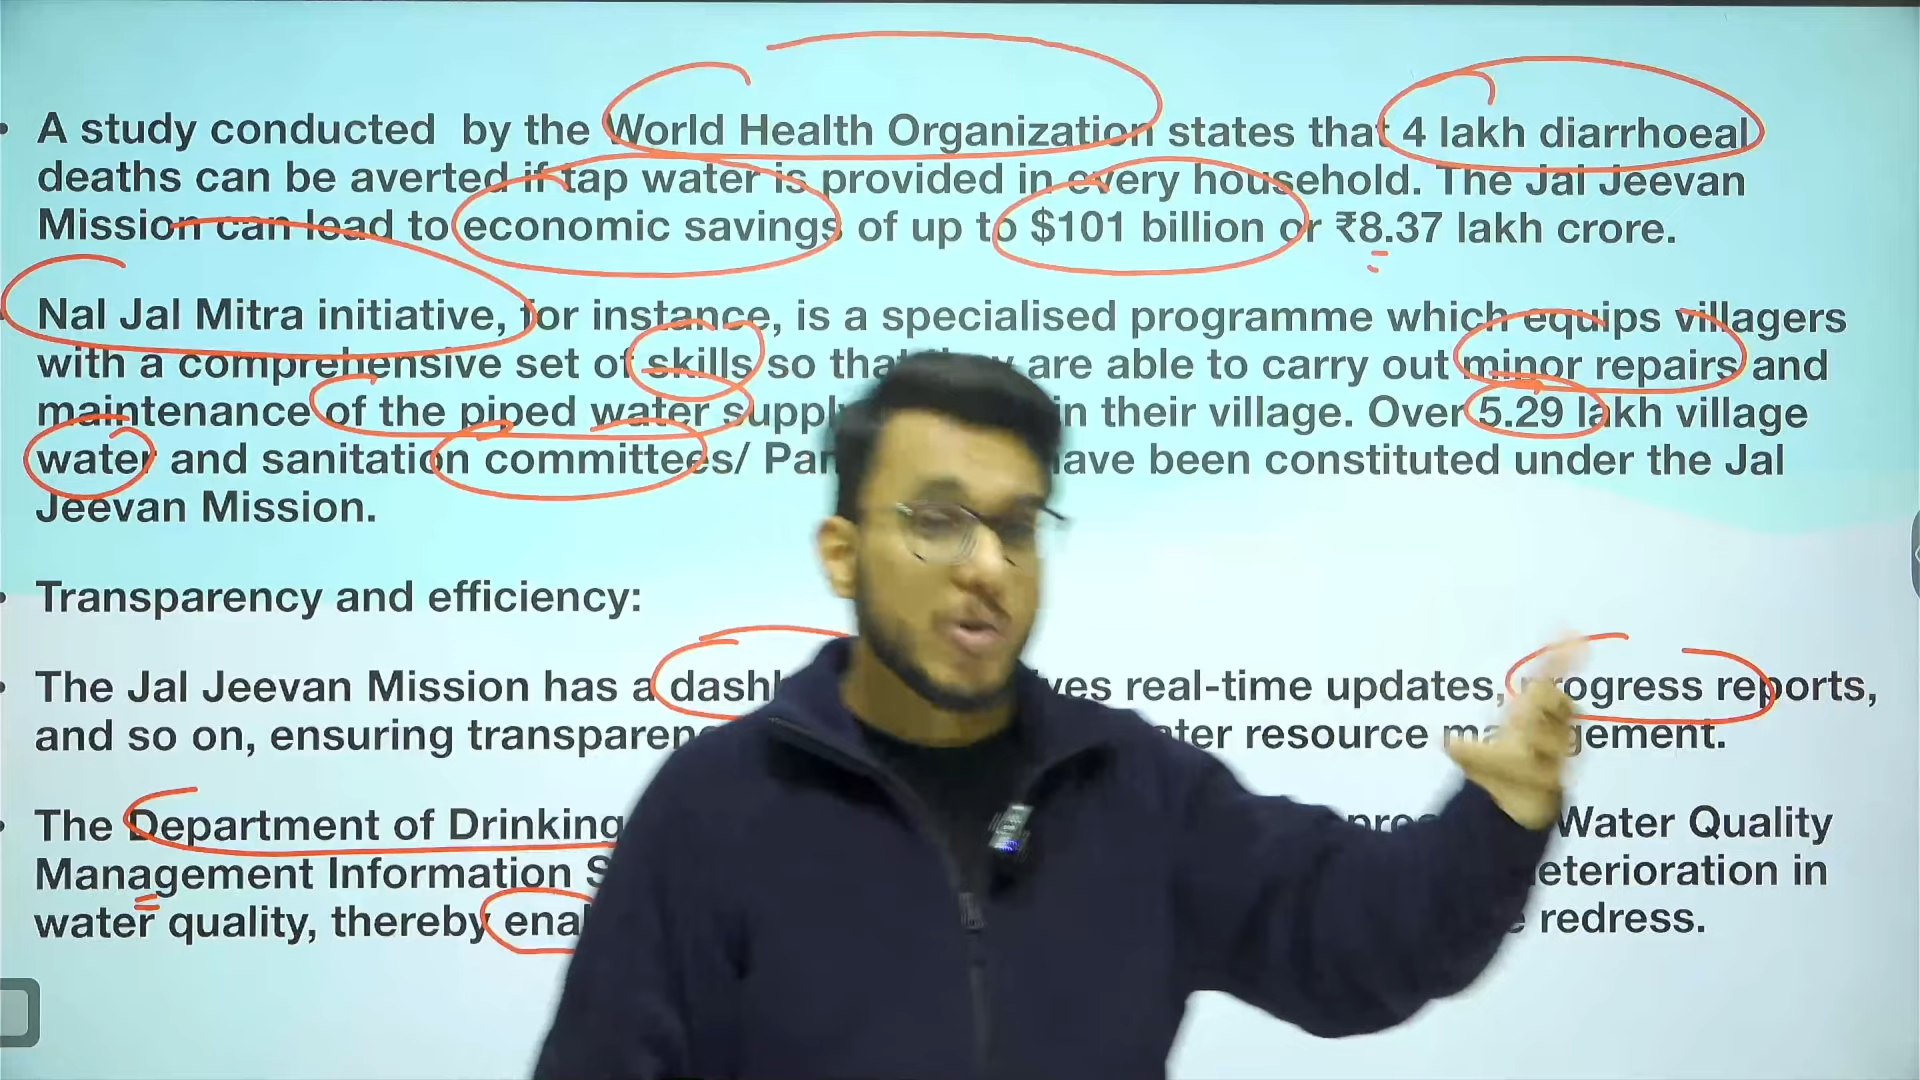 • A study conducted by the World Health Organization states that 4 lakh diarrhoeal
deaths can be averted if tap water is provided in every household. The Jal Jeevan
Mission can lead to economic savings of up to $101 billion or ₹8.37 lakh crore.
Nal Jal Mitra initiative, for instance, is a specialised programme which equips villagers
with a comprehensive set of skills so are able to carry out minor repairs and
maintenance of the piped water in their village. Over 5.29 lakh village
water and sanitation committees/ have been constituted under the Jal
Jeevan Mission.
• Transparency and efficiency:
• The Jal Jeevan Mission has a real-time updates, progress reports,
and so on, ensuring resource management.
• The Department of Drinking Water Quality
Management Information deterioration in
water quality, thereby redress.